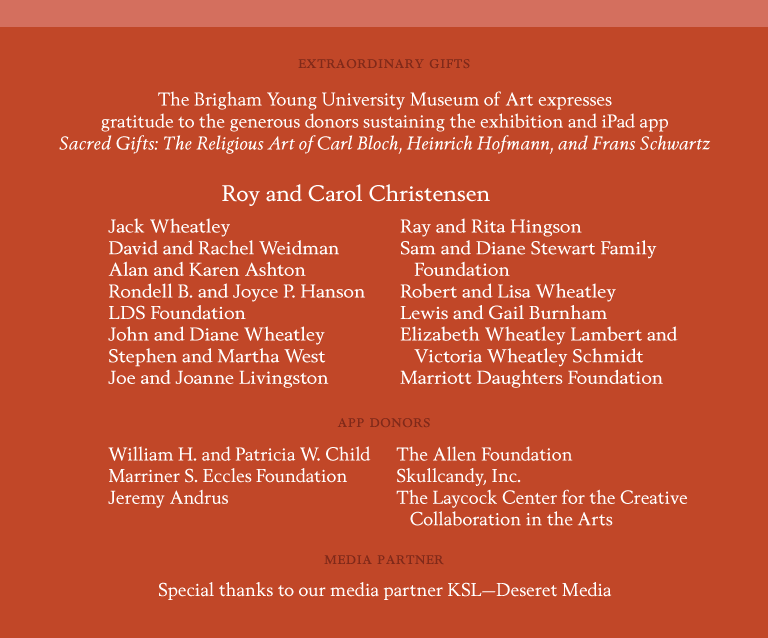 EXTRAORDINARY GIFTS
The Brigham Young University Museum of Art expresses
gratitude to the generous donors sustaining the exhibition and iPad app
Sacred Gifts: The Religious Art of Carl Bloch, Heinrich Hofmann, and Frans Schwartz
Roy and Carol Christensen
Jack Wheatley
David and Rachel Weidman
Alan and Karen Ashton
Rondell B. and Joyce P. Hanson
LDS Foundation
John and Diane Wheatley
Stephen and Martha West
Joe and Joanne Livingston
Ray and Rita Hingson
Sam and Diane Stewart Family
Foundation
Robert and Lisa Wheatley
Lewis and Gail Burnham
Elizabeth Wheatley Lambert and
Victoria Wheatley Schmidt
Marriott Daughters Foundation
APP DONORS
William H. and Patricia W. Child
Marriner S. Eccles Foundation
Jeremy Andrus
The Allen Foundation
Skullcandy, Inc.
The Laycock Center for the Creative
Collaboration in the Arts
MEDIA PARTNER
Special thanks to our media partner KSL—Deseret Media